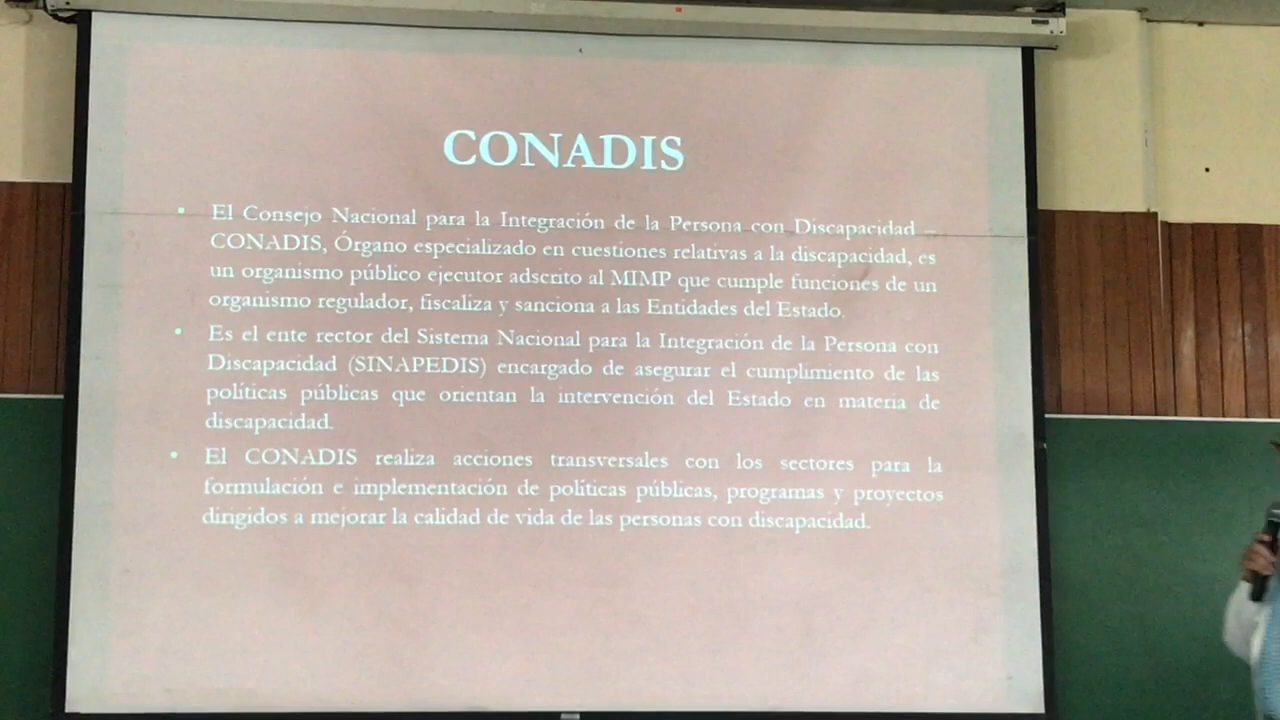 CONADIS
• El Consejo Nacional para la Integración de la Persona con Discapacidad –
CONADIS, Órgano especializado en cuestiones relativas a la discapacidad, es
un organismo público ejecutor adscrito al MIMP que cumple funciones de un
organismo regulador, fiscaliza y sanciona a las Entidades del Estado.
• Es el ente rector del Sistema Nacional para la Integración de la Persona con
Discapacidad (SINAPEDIS) encargado de asegurar el cumplimiento de las
políticas públicas que orientan la intervención del Estado en materia de
discapacidad.
• El CONADIS realiza acciones transversales con los sectores para la
formulación e implementación de políticas públicas, programas y proyectos
dirigidos a mejorar la calidad de vida de las personas con discapacidad.